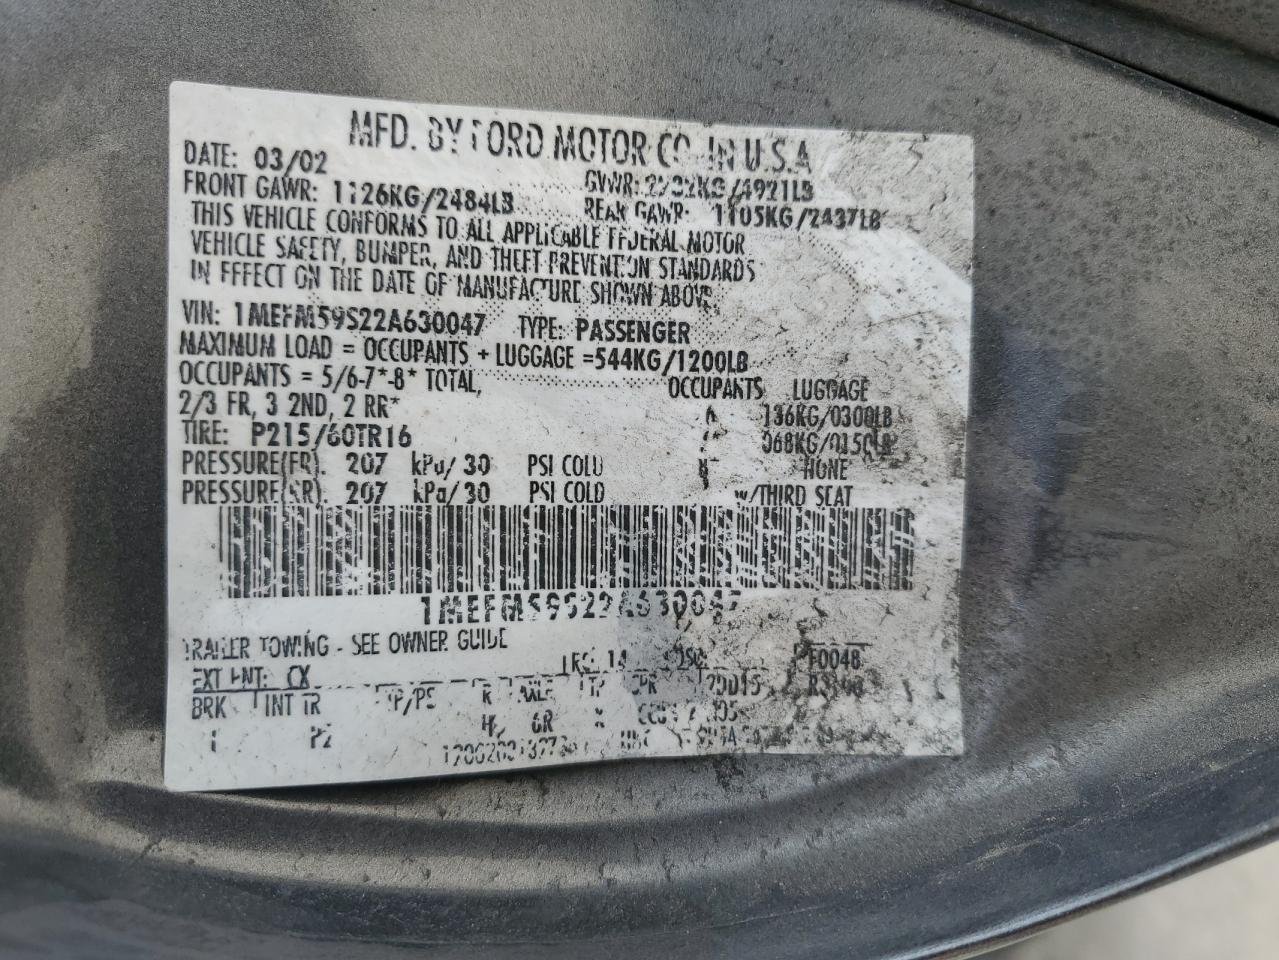 MFD. BY FORD MOTOR CO. IN U.S.A
DATE: 03/02
GVWR: /4921LB
FRONT GAWR: 1126KG/2484LB
REAR GAWR: 1105KG/2437LB
THIS VEHICLE CONFORMS TO ALL APPLICABLE FEDERAL MOTOR
VEHICLE SAFETY, BUMPER, AND THEFT PREVENTION STANDARDS
IN EFFECT ON THE DATE OF MANUFACTURE SHOWN ABOVE.
VIN: 1MEFM59S22A630047 TYPE: PASSENGER
MAXIMUM LOAD = OCCUPANTS + LUGGAGE =544KG/1200LB
OCCUPANTS = 5/6-7*-8* TOTAL, OCCUPANTS LUGGAGE
2/3 FR, 3 2ND, 2 RR* 136KG/0300LB
TIRE: P215/60TR16 068KG/0150LB
PRESSURE(FR). 207 kPa/ 30 PSI COLD NONE
PRESSURE(RR). 207 kPa/ 30 PSI COLD w/THIRD SEAT
1MEFM59S22A630047
TRAILER TOWING - SEE OWNER GUIDE
EXT PNT: CX F0048
BRK INT TR TP/PS R AXLE
P2